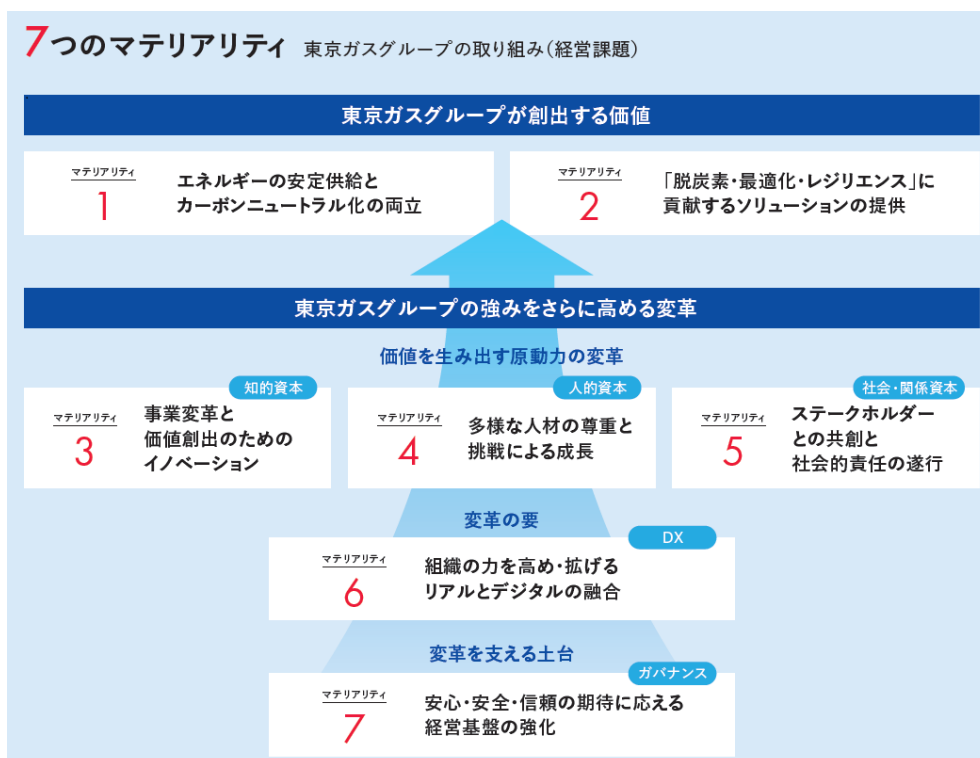 7つのマテリアリティ 東京ガスグループの取り組み（経営課題）
東京ガスグループが創出する価値
マテリアリティ
1
エネルギーの安定供給と
カーボンニュートラル化の両立
マテリアリティ
2
「脱炭素・最適化・レジリエンス」に
貢献するソリューションの提供
東京ガスグループの強みをさらに高める変革
価値を生み出す原動力の変革
知的資本
マテリアリティ
3
事業変革と
価値創出のための
イノベーション
人的資本
マテリアリティ
4
多様な人材の尊重と
挑戦による成長
社会・関係資本
マテリアリティ
5
ステークホルダー
との共創と
社会的責任の遂行
変革の要
DX
マテリアリティ
6
組織の力を高め・拡げる
リアルとデジタルの融合
変革を支える土台
ガバナンス
マテリアリティ
7
安心・安全・信頼の期待に応える
経営基盤の強化